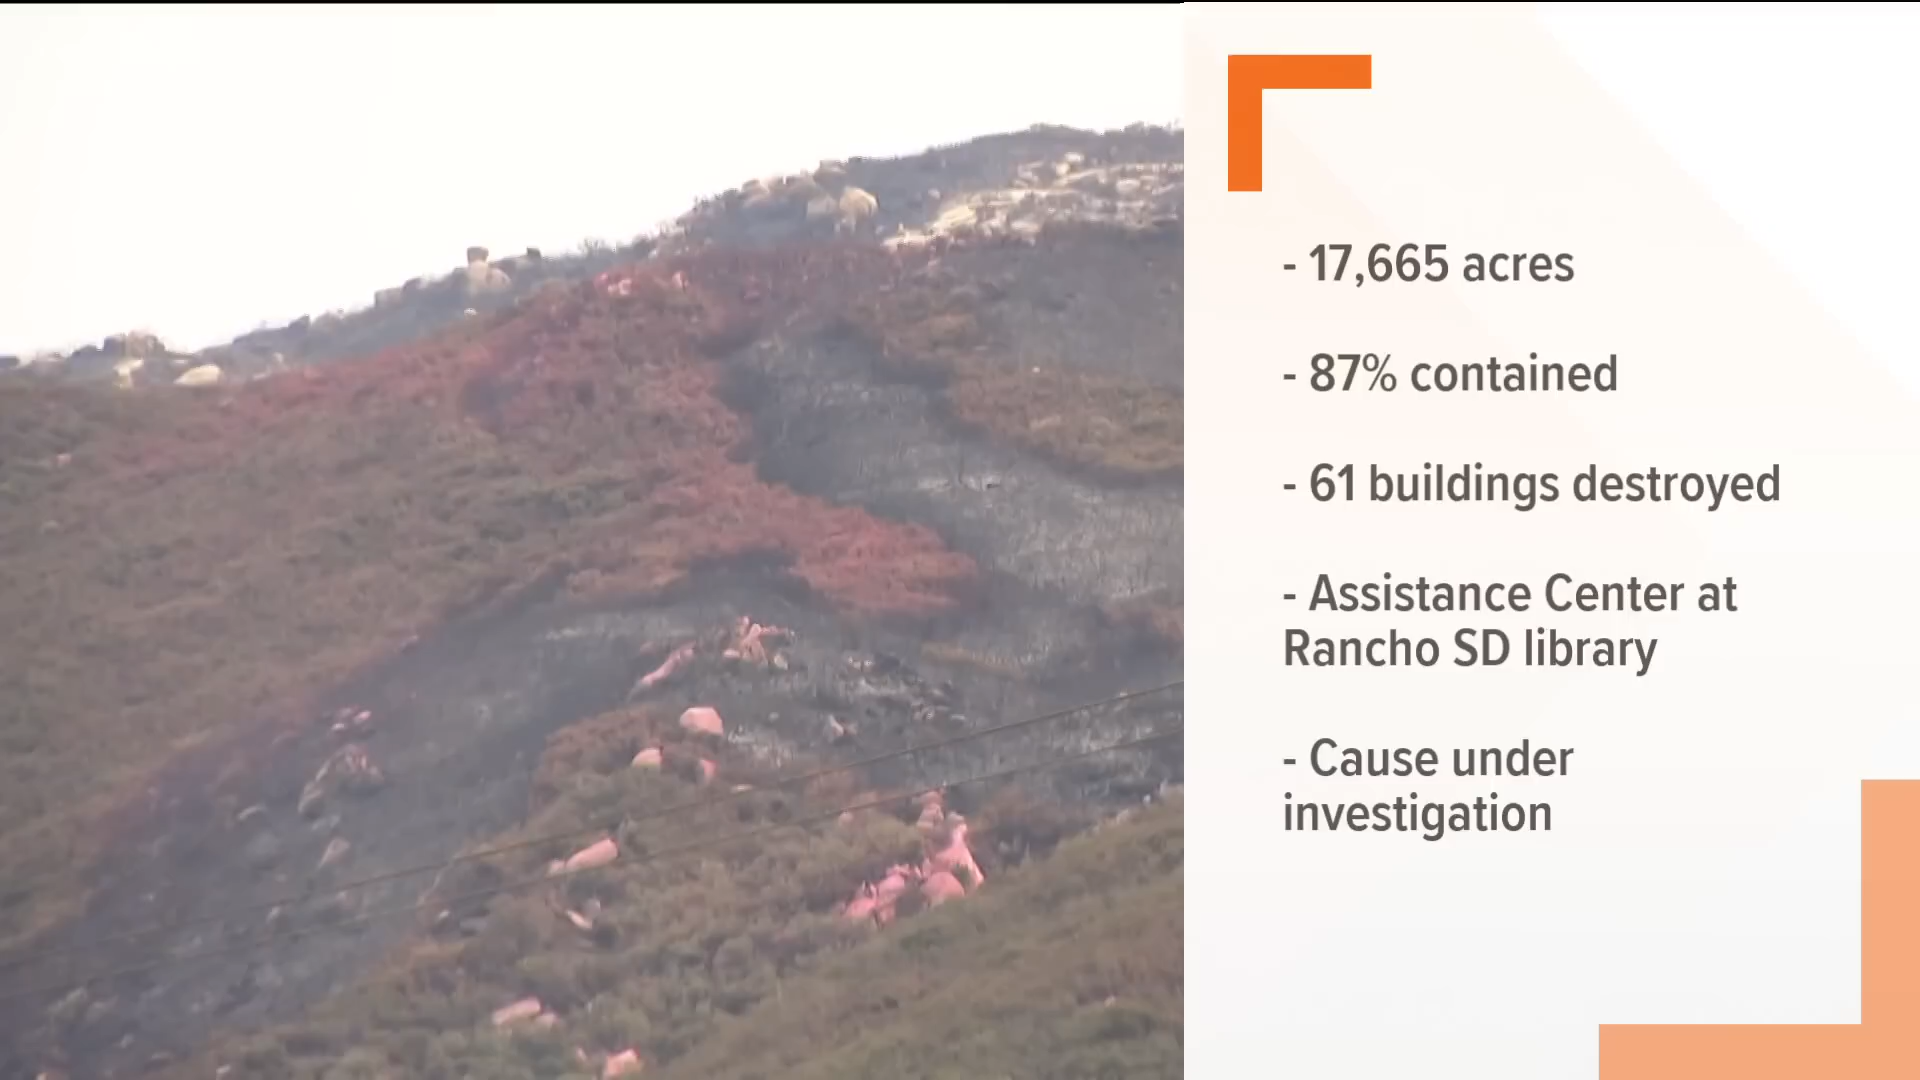 - 17,665 acres
- 87% contained
- 61 buildings destroyed
- Assistance Center at
Rancho SD library
- Cause under
investigation